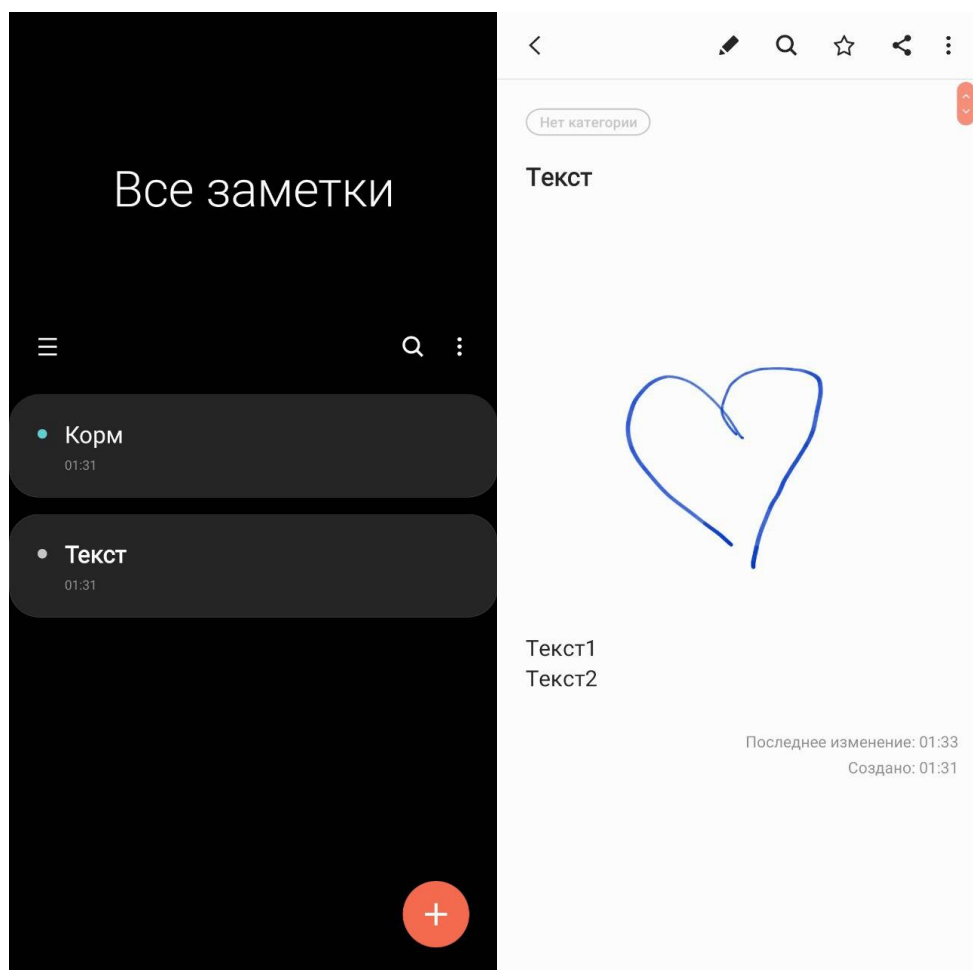 Все заметки
Корм
01:31
Текст
01:31
Нет категории
Текст
Текст1
Текст2
Последнее изменение: 01:33
Создано: 01:31